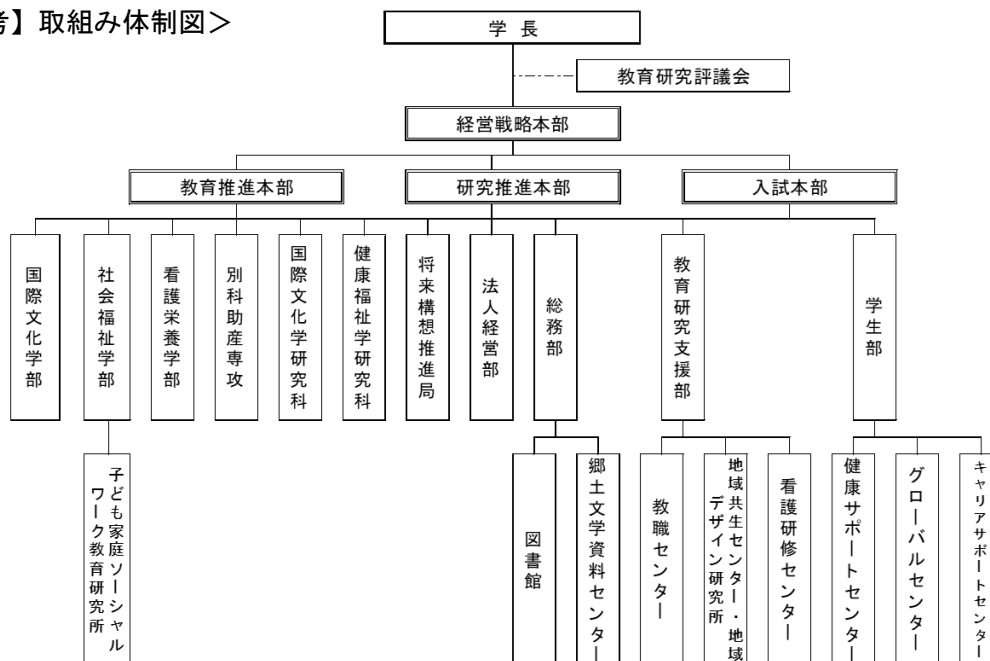 考】取組み体制図＞
学 長
教育研究評議会
経営戦略本部
教育推進本部
研究推進本部
入試本部
国際文化学部
社会福祉学部
看護栄養学部
別科助産専攻
国際文化学研究科
健康福祉学研究科
将来構想推進局
法人経営部
総務部
教育研究支援部
学生部
子ども家庭ソーシャル
ワーク教育研究所
図書館
郷土文学資料センター
教職センター
地域共生センター・地域
デザイン研究所
看護研修センター
健康サポートセンター
グローバルセンター
キャリアサポートセンター